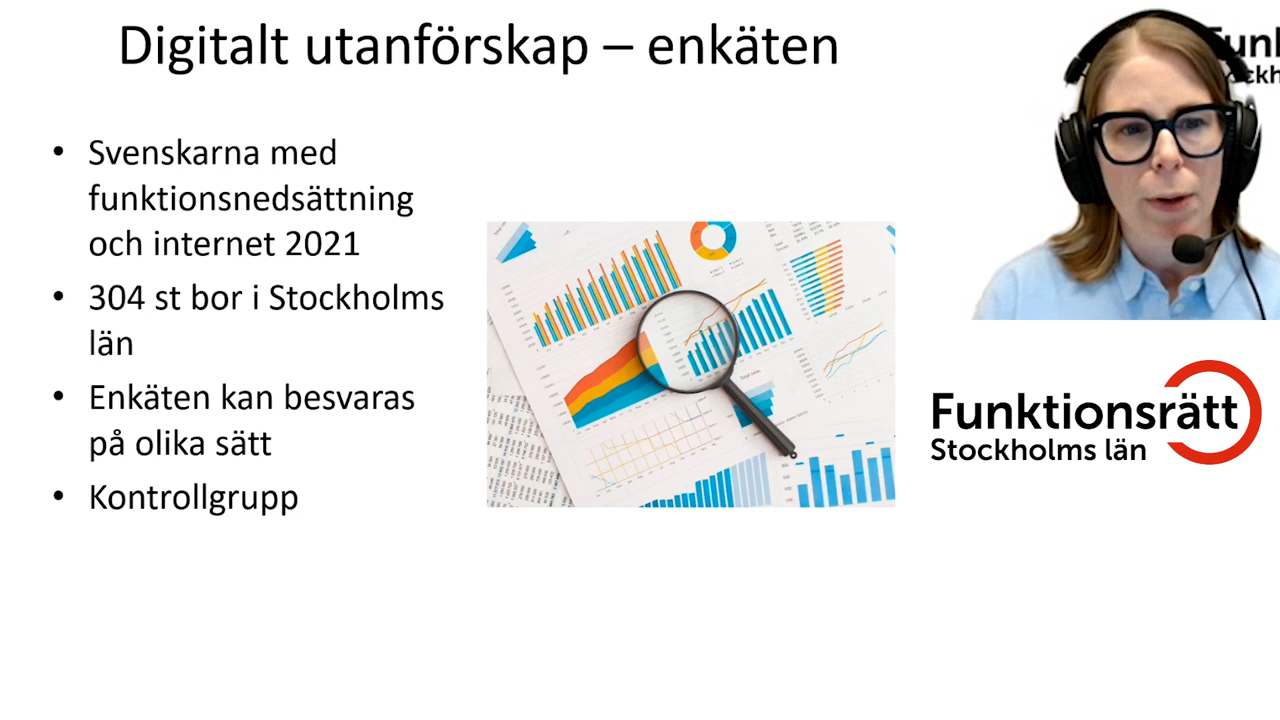 Digitalt utanförskap – enkäten
• Svenskarna med
funktionsnedsättning
och internet 2021
• 304 st bor i Stockholms
län
• Enkäten kan besvaras
på olika sätt
• Kontrollgrupp
Funktionsrätt
Stockholms län